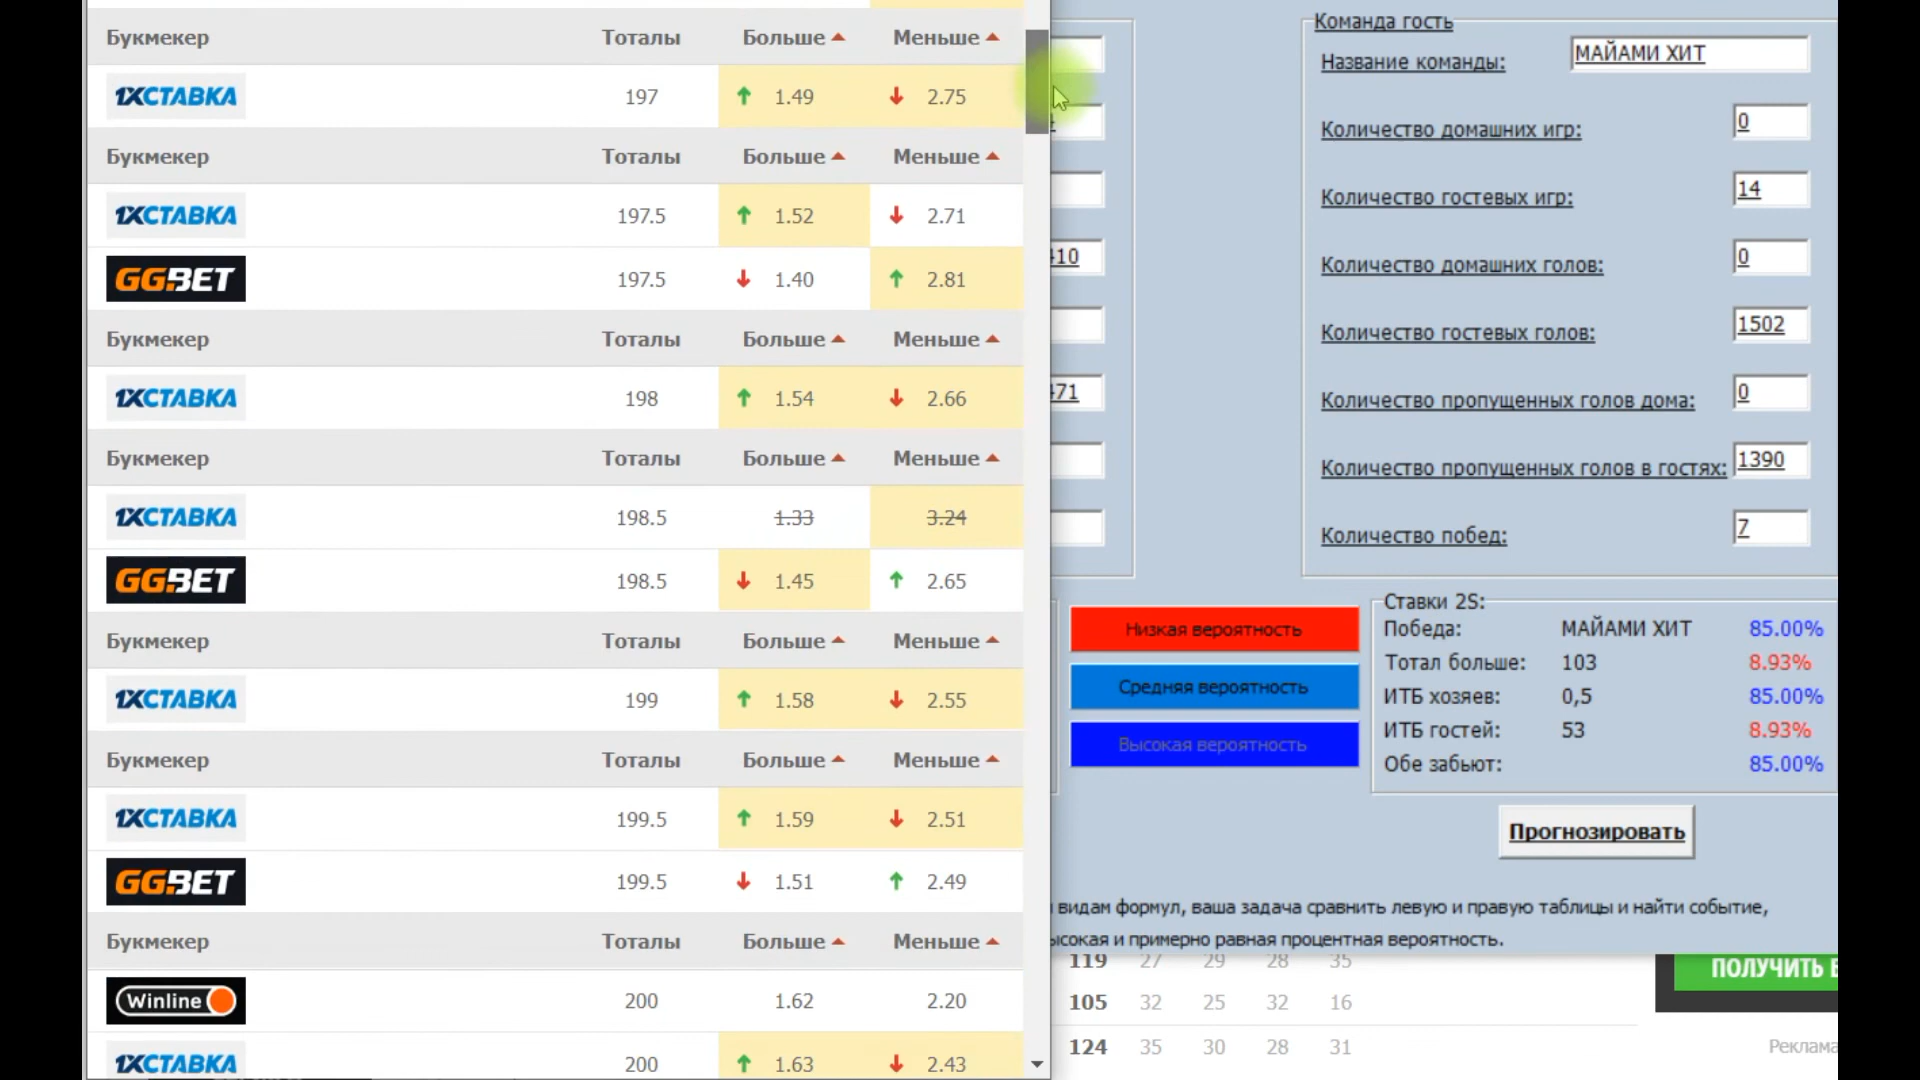 Букмекер Тоталы Больше Меньше
1XСТАВКА 197 1.49 2.75
Букмекер Тоталы Больше Меньше
1XСТАВКА 197.5 1.52 2.71
GG.BET 197.5 1.40 2.81
Букмекер Тоталы Больше Меньше
1XСТАВКА 198 1.54 2.66
Букмекер Тоталы Больше Меньше
1XСТАВКА 198.5 1.33 3.24
GG.BET 198.5 1.45 2.65
Букмекер Тоталы Больше Меньше
1XСТАВКА 199 1.58 2.55
Букмекер Тоталы Больше Меньше
1XСТАВКА 199.5 1.59 2.51
GG.BET 199.5 1.51 2.49
Букмекер Тоталы Больше Меньше
Winline 200 1.62 2.20
1XСТАВКА 200 1.63 2.43
410
471
Команда гость
Название команды: МАЙАМИ ХИТ
Количество домашних игр: 0
Количество гостевых игр: 14
Количество домашних голов: 0
Количество гостевых голов: 1502
Количество пропущенных голов дома: 0
Количество пропущенных голов в гостях: 1390
Количество побед: 7
Низкая вероятность
Средняя вероятность
Высокая вероятность
Ставки 2S:
Победа: МАЙАМИ ХИТ 85.00%
Тотал больше: 103 8.93%
ИТБ хозяев: 0,5 85.00%
ИТБ гостей: 53 8.93%
Обе забьют: 85.00%
Прогнозировать
видам формул, ваша задача сравнить левую и правую таблицы и найти событие,
ысокая и примерно равная процентная вероятность.
119 27 29 28 35
105 32 25 32 16
124 35 30 28 31
ПОЛУЧИТЬ
Реклама